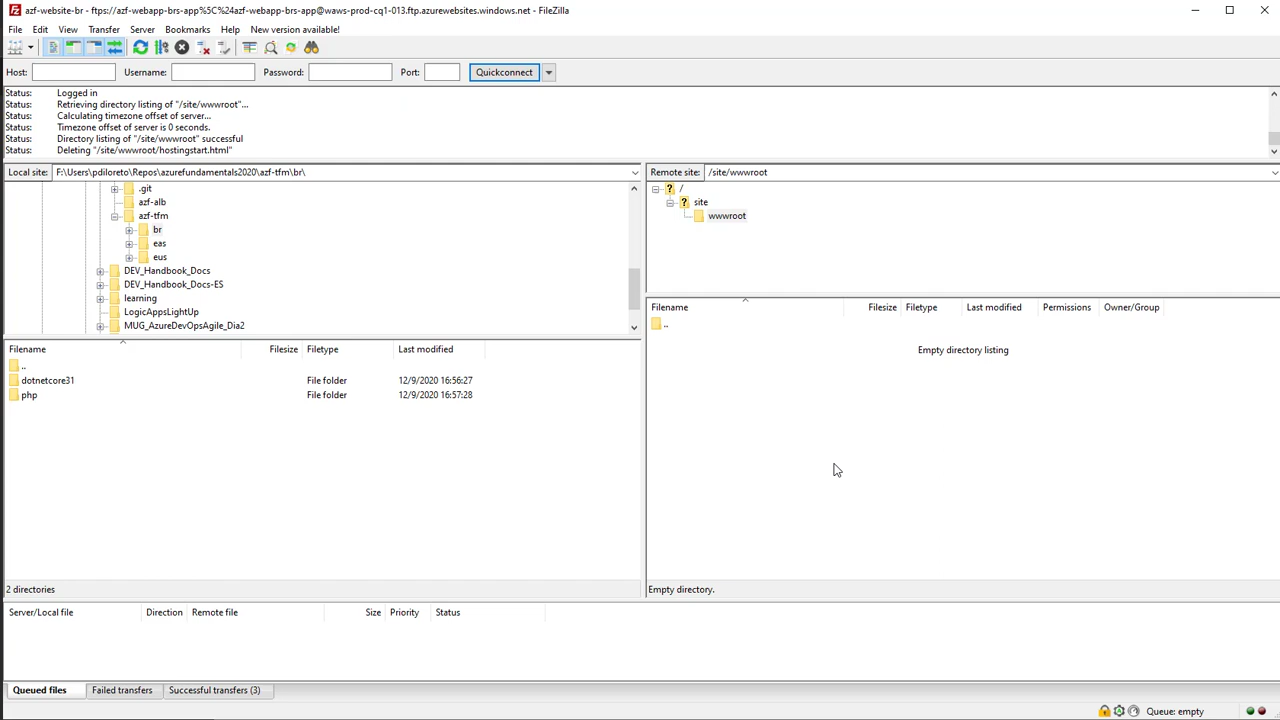 azf-website-br - ftps://azf-webapp-brs-app%5C%24azf-webapp-brs-app@waws-prod-cq1-013.ftp.azurewebsites.windows.net - FileZilla
File Edit View Transfer Server Bookmarks Help New version available!
Host: Username: Password: Port: Quickconnect
Status: Logged in
Status: Retrieving directory listing of "/site/wwwroot"...
Status: Calculating timezone offset of server...
Status: Timezone offset of server is 0 seconds.
Status: Directory listing of "/site/wwwroot" successful
Status: Deleting "/site/wwwroot/hostingstart.html"
Local site: F:\Users\pdiloreto\Repos\azurefundamentals2020\azf-tfm\br\
.git
azf-alb
azf-tfm
br
eas
eus
DEV_Handbook_Docs
DEV_Handbook_Docs-ES
learning
LogicAppsLightUp
MUG_AzureDevOpsAgile_Dia2
Filename Filesize Filetype Last modified
..
dotnetcore31 File folder 12/9/2020 16:56:27
php File folder 12/9/2020 16:57:28
2 directories
Remote site: /site/wwwroot
/
site
wwwroot
Filename Filesize Filetype Last modified Permissions Owner/Group
..
Empty directory listing
Empty directory.
Server/Local file Direction Remote file Size Priority Status
Queued files Failed transfers Successful transfers (3)
Queue: empty